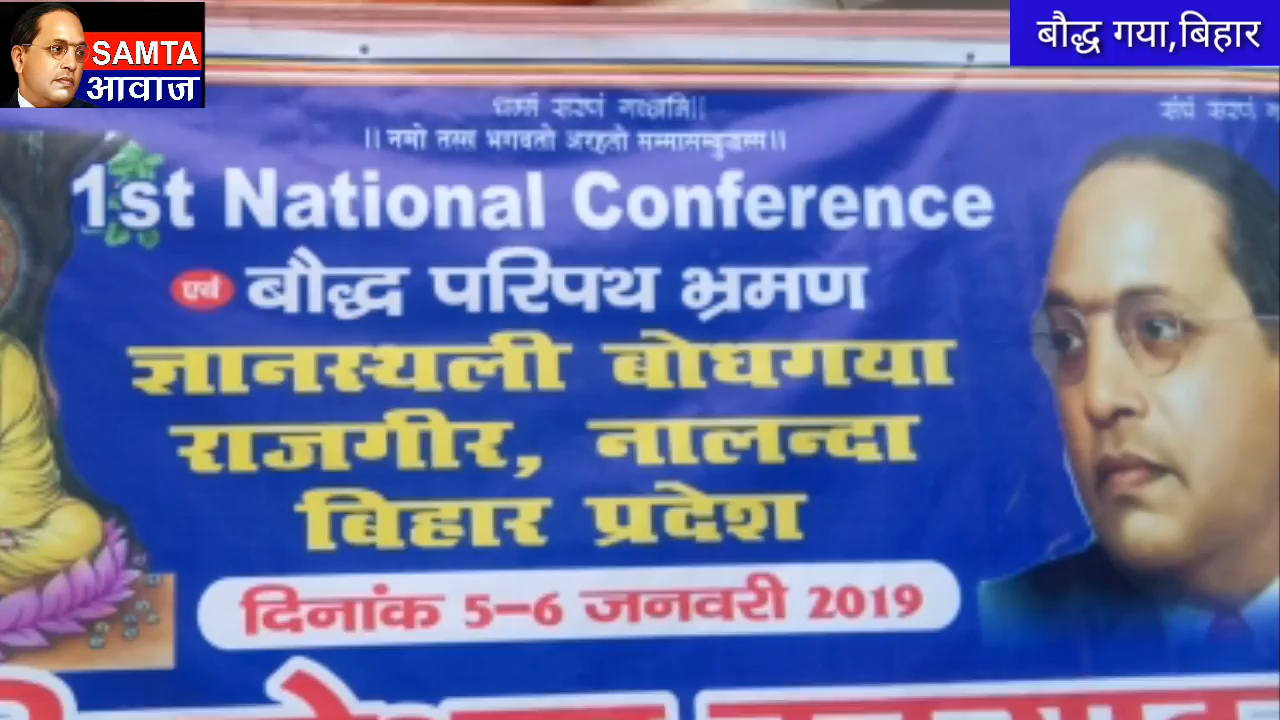 SAMTA
आवाज
बौद्ध गया,बिहार
धम्मं सरणं गच्छामि||
|| नमो तस्स भगवतो अरहतो सम्मासम्बुद्धस्स ||
संघं सरणं
1st National Conference
एवं बौद्ध परिपथ भ्रमण
ज्ञानस्थली बोधगया
राजगीर, नालन्दा
बिहार प्रदेश
दिनांक 5–6 जनवरी 2019